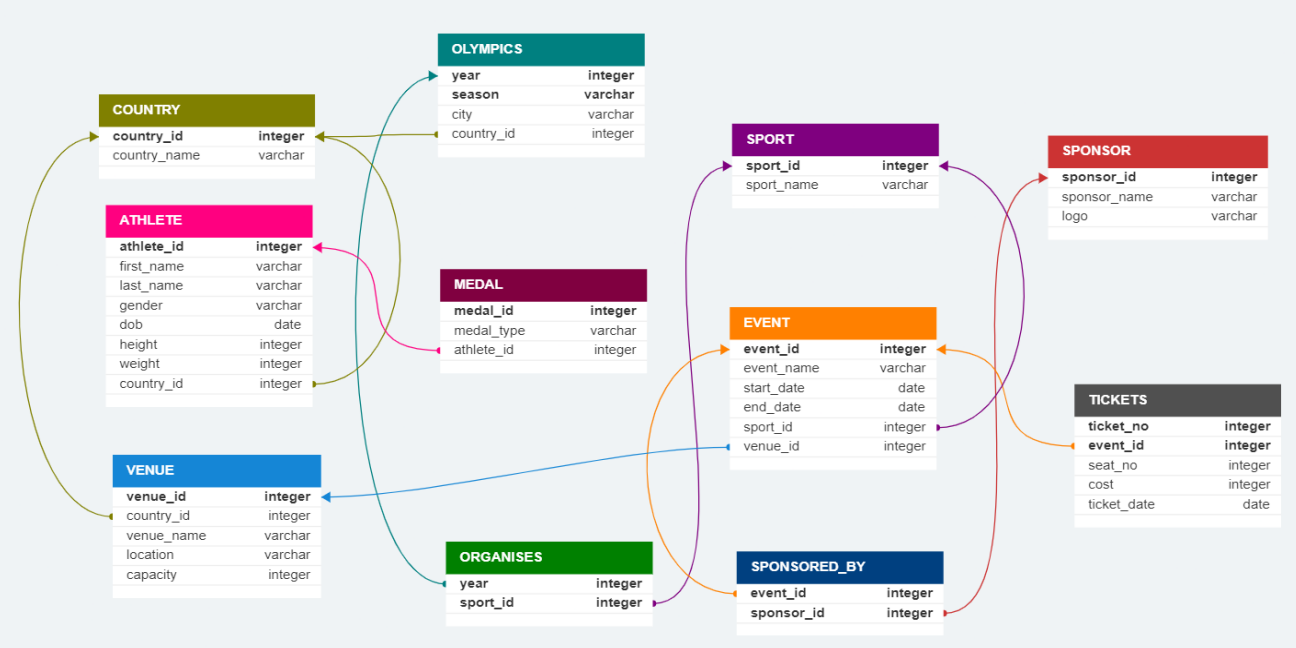 OLYMPICS
year integer
season varchar
city varchar
country_id integer
COUNTRY
country_id integer
country_name varchar
SPORT
sport_id integer
sport_name varchar
SPONSOR
sponsor_id integer
sponsor_name varchar
logo varchar
ATHLETE
athlete_id integer
first_name varchar
last_name varchar
gender varchar
dob date
height integer
weight integer
country_id integer
MEDAL
medal_id integer
medal_type varchar
athlete_id integer
EVENT
event_id integer
event_name varchar
start_date date
end_date date
sport_id integer
venue_id integer
TICKETS
ticket_no integer
event_id integer
seat_no integer
cost integer
ticket_date date
VENUE
venue_id integer
country_id integer
venue_name varchar
location varchar
capacity integer
ORGANISES
year integer
sport_id integer
SPONSORED_BY
event_id integer
sponsor_id integer